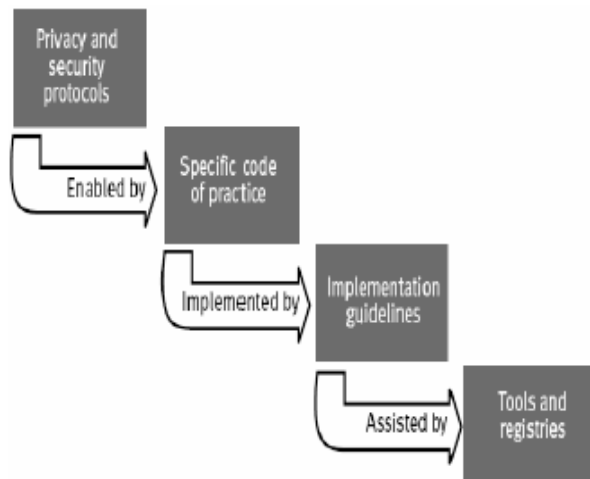 Privacy and
security
protocols
Enabled by
Specific code
of practice
Implemented by
Implementation
guidelines
Assisted by
Tools and
registries